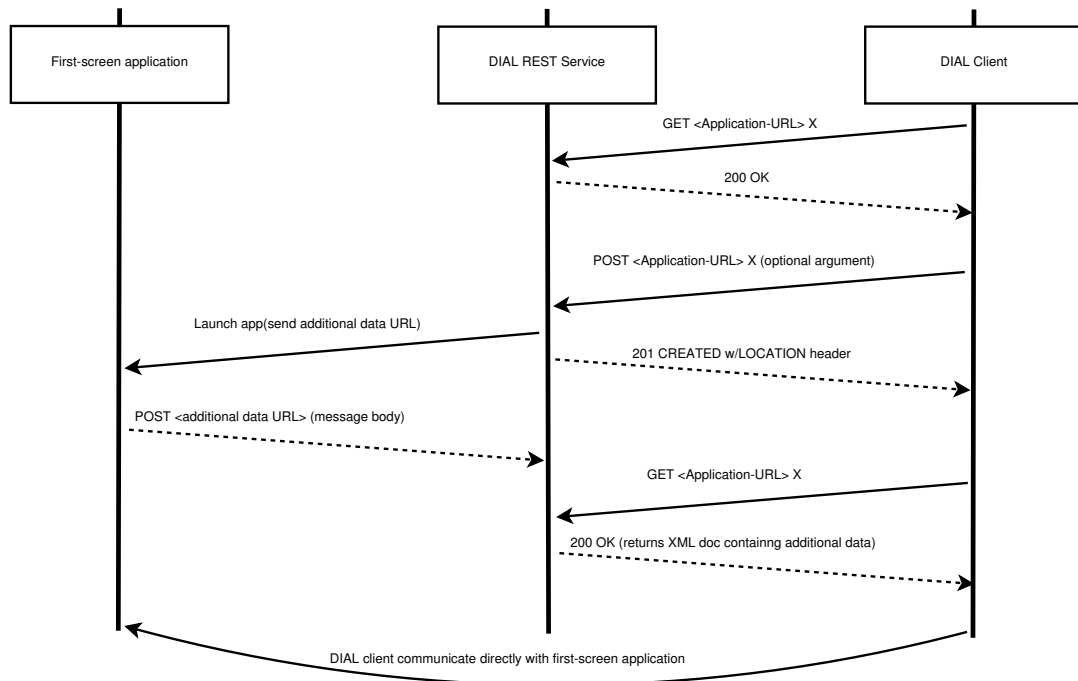 First-screen application
DIAL REST Service
DIAL Client
GET <Application-URL> X
200 OK
POST <Application-URL> X (optional argument)
Launch app(send additional data URL)
201 CREATED w/LOCATION header
POST <additional data URL> (message body)
GET <Application-URL> X
200 OK (returns XML doc containng additional data)
DIAL client communicate directly with first-screen application